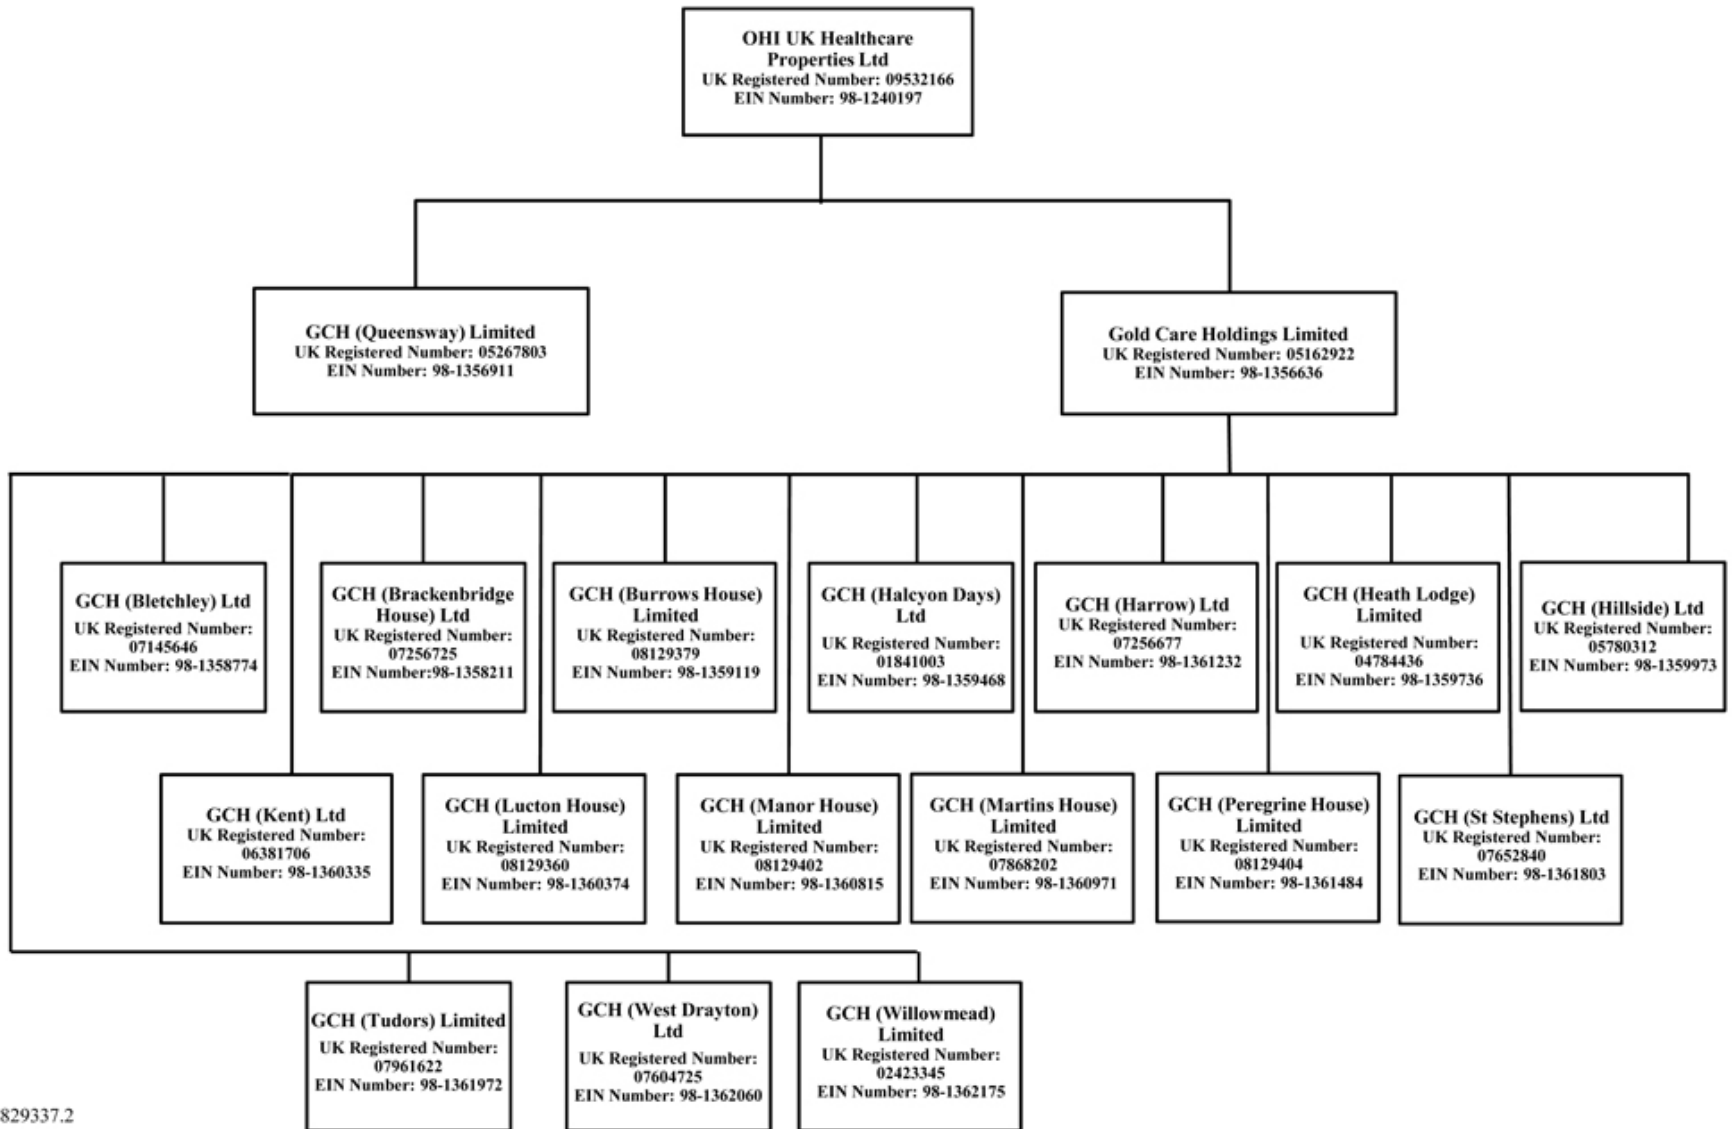 OHI UK Healthcare
Properties Ltd
UK Registered Number: 09532166
EIN Number: 98-1240197
GCH (Queensway) Limited
UK Registered Number: 05267803
EIN Number: 98-1356911
Gold Care Holdings Limited
UK Registered Number: 05162922
EIN Number: 98-1356636
GCH (Bletchley) Ltd
UK Registered Number:
07145646
EIN Number: 98-1358774
GCH (Brackenbridge
House) Ltd
UK Registered Number:
07256725
EIN Number:98-1358211
GCH (Burrows House)
Limited
UK Registered Number:
08129379
EIN Number: 98-1359119
GCH (Halcyon Days)
Ltd
UK Registered Number:
01841003
EIN Number: 98-1359468
GCH (Harrow) Ltd
UK Registered Number:
07256677
EIN Number: 98-1361232
GCH (Heath Lodge)
Limited
UK Registered Number:
04784436
EIN Number: 98-1359736
GCH (Hillside) Ltd
UK Registered Number:
05780312
EIN Number: 98-1359973
GCH (Kent) Ltd
UK Registered Number:
06381706
EIN Number: 98-1360335
GCH (Lucton House)
Limited
UK Registered Number:
08129360
EIN Number: 98-1360374
GCH (Manor House)
Limited
UK Registered Number:
08129402
EIN Number: 98-1360815
GCH (Martins House)
Limited
UK Registered Number:
07868202
EIN Number: 98-1360971
GCH (Peregrine House)
Limited
UK Registered Number:
08129404
EIN Number: 98-1361484
GCH (St Stephens) Ltd
UK Registered Number:
07652840
EIN Number: 98-1361803
GCH (Tudors) Limited
UK Registered Number:
07961622
EIN Number: 98-1361972
GCH (West Drayton)
Ltd
UK Registered Number:
07604725
EIN Number: 98-1362060
GCH (Willowmead)
Limited
UK Registered Number:
02423345
EIN Number: 98-1362175
829337.2